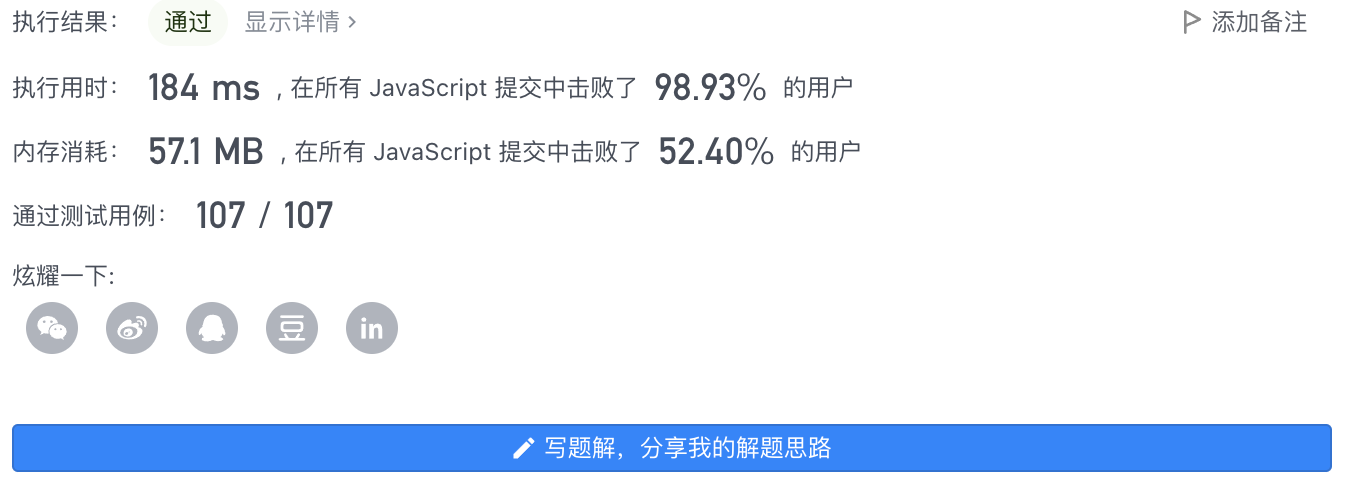 执行结果： 通过 显示详情 > 添加备注
执行用时： 184 ms , 在所有 JavaScript 提交中击败了 98.93% 的用户
内存消耗： 57.1 MB , 在所有 JavaScript 提交中击败了 52.40% 的用户
通过测试用例： 107 / 107
炫耀一下:
豆 in
写题解，分享我的解题思路